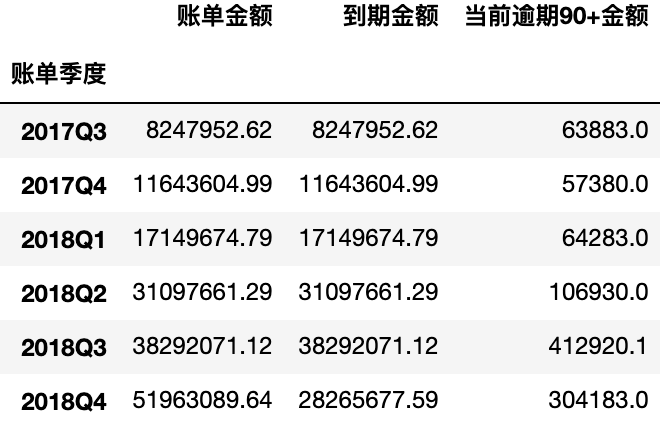 账单金额 到期金额 当前逾期90+金额
账单季度
2017Q3 8247952.62 8247952.62 63883.0
2017Q4 11643604.99 11643604.99 57380.0
2018Q1 17149674.79 17149674.79 64283.0
2018Q2 31097661.29 31097661.29 106930.0
2018Q3 38292071.12 38292071.12 412920.1
2018Q4 51963089.64 28265677.59 304183.0